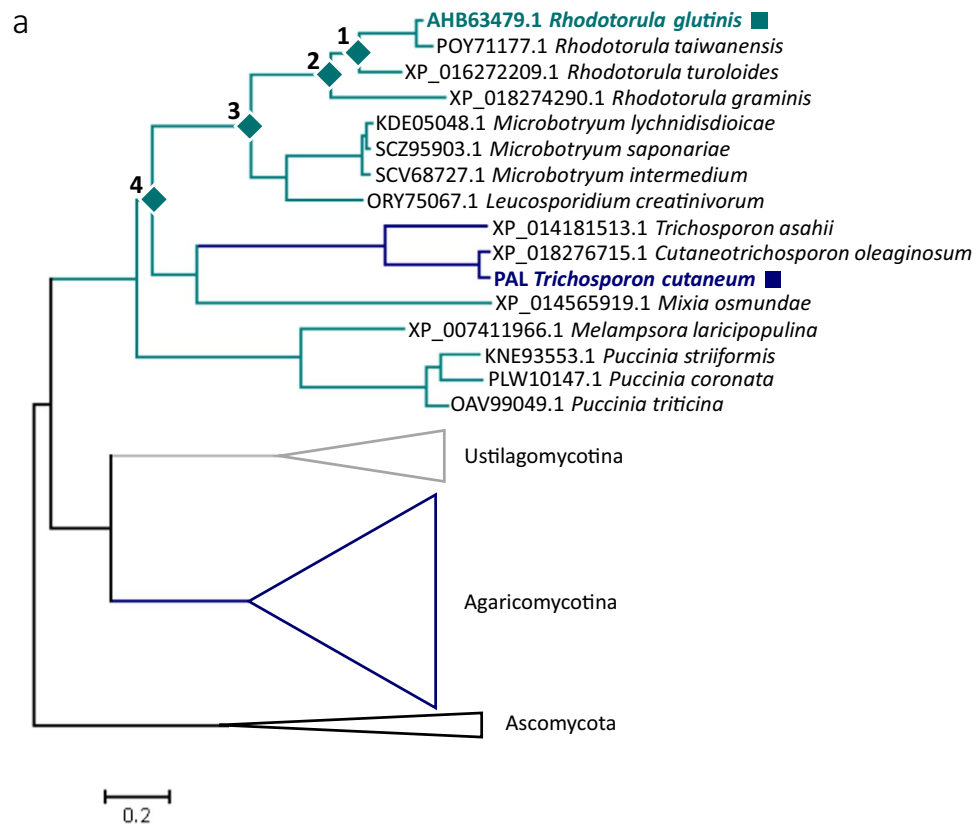 a
AHB63479.1 Rhodotorula glutinis
1
POY71177.1 Rhodotorula taiwanensis
2
XP_016272209.1 Rhodotorula turoloides
XP_018274290.1 Rhodotorula graminis
3
KDE05048.1 Microbotryum lychnidisdioicae
SCZ95903.1 Microbotryum saponariae
SCV68727.1 Microbotryum intermedium
4
ORY75067.1 Leucosporidium creatinivorum
XP_014181513.1 Trichosporon asahii
XP_018276715.1 Cutaneotrichosporon oleaginosum
PAL Trichosporon cutaneum
XP_014565919.1 Mixia osmundae
XP_007411966.1 Melampsora laricipopulina
KNE93553.1 Puccinia striiformis
PLW10147.1 Puccinia coronata
OAV99049.1 Puccinia triticina
Ustilagomycotina
Agaricomycotina
Ascomycota
0.2